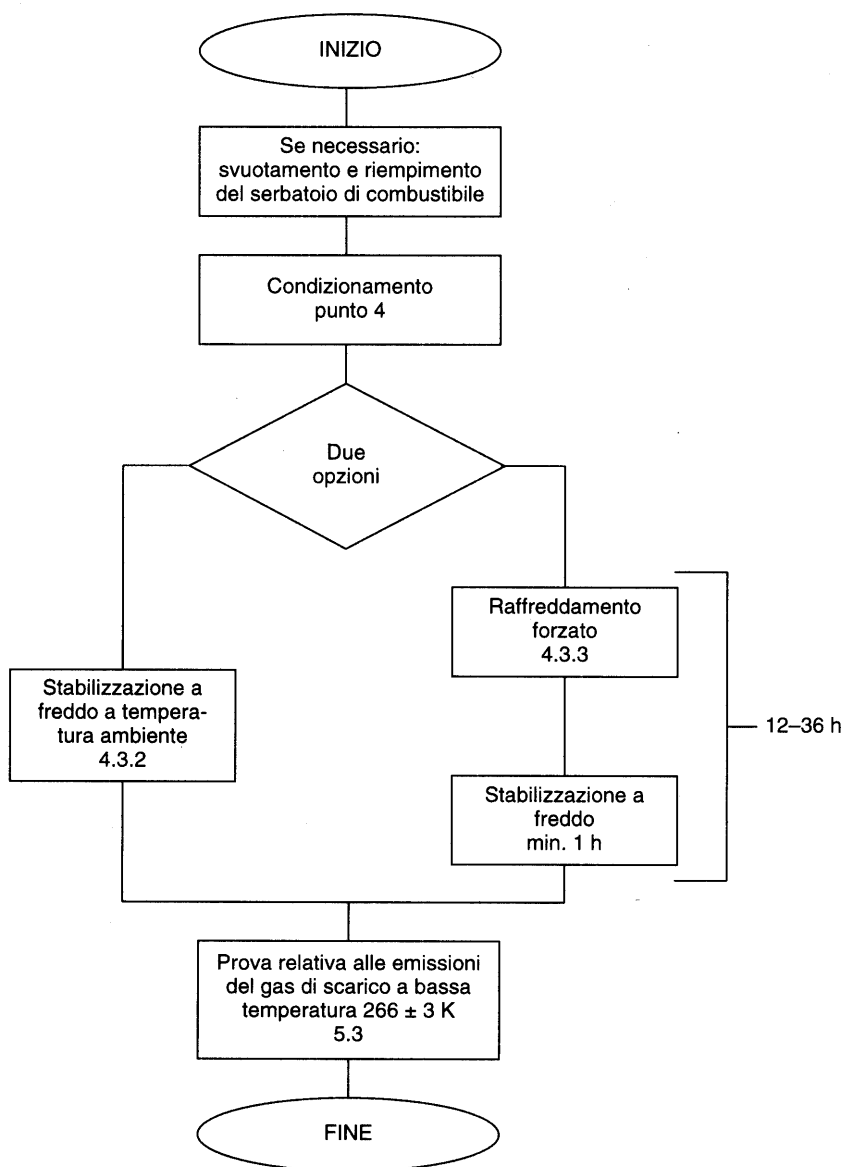 INIZIO
Se necessario:
svuotamento e riempimento
del serbatoio di combustibile
Condizionamento
punto 4
Due
opzioni
Raffreddamento
forzato
4.3.3
Stabilizzazione a
freddo a tempera-
tura ambiente
4.3.2
12–36 h
Stabilizzazione a
freddo
min. 1 h
Prova relativa alle emissioni
del gas di scarico a bassa
temperatura 266 ± 3 K
5.3
FINE